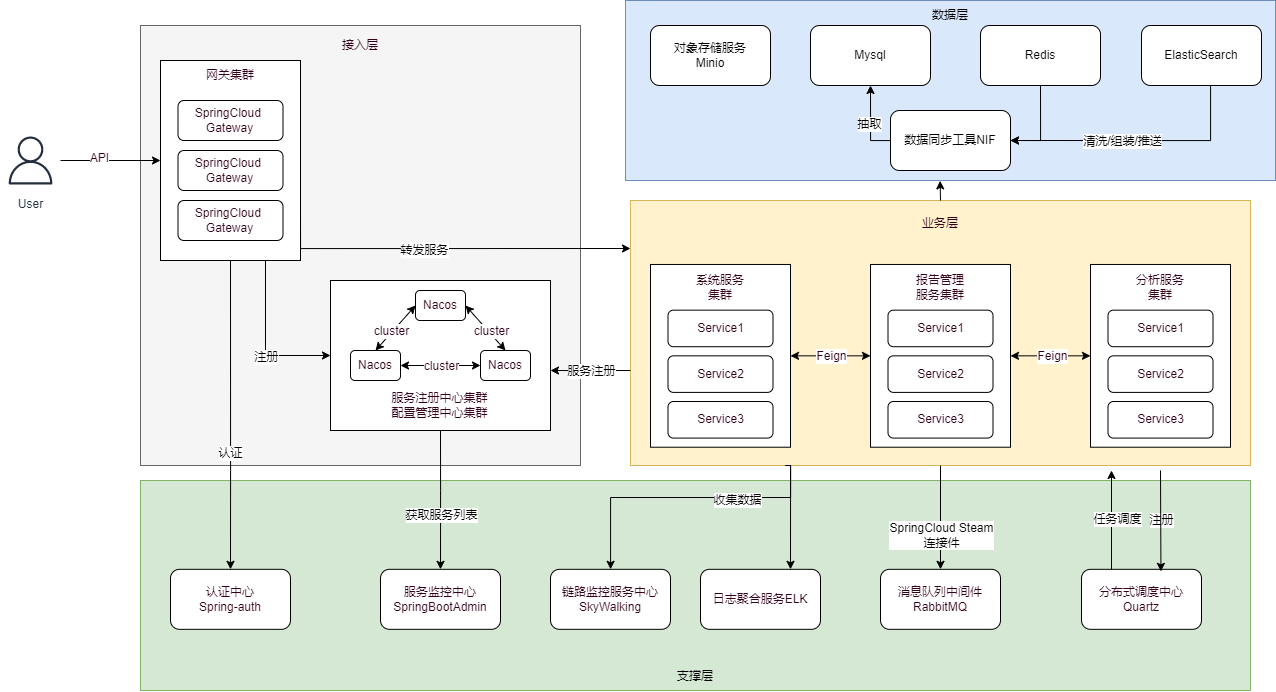 数据层
对象存储服务
Minio
Mysql
Redis
ElasticSearch
抽取
数据同步工具NIF
清洗/组装/推送
接入层
网关集群
SpringCloud
Gateway
SpringCloud
Gateway
SpringCloud
Gateway
API
User
转发服务
注册
Nacos
cluster
cluster
Nacos
cluster
Nacos
服务注册中心集群
配置管理中心集群
服务注册
认证
业务层
系统服务
集群
Service1
Service2
Service3
Feign
报告管理
服务集群
Service1
Service2
Service3
Feign
分析服务
集群
Service1
Service2
Service3
获取服务列表
收集数据
SpringCloud Steam
连接件
任务调度
注册
认证中心
Spring-auth
服务监控中心
SpringBootAdmin
链路监控服务中心
SkyWalking
日志聚合服务ELK
消息队列中间件
RabbitMQ
分布式调度中心
Quartz
支撑层